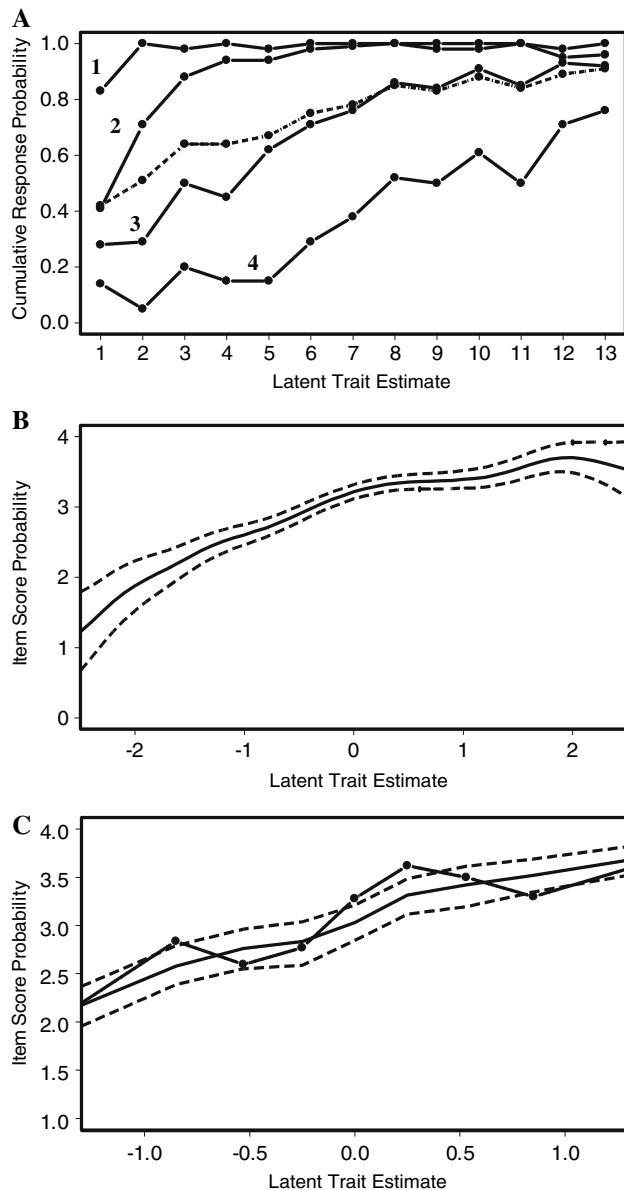 A
Cumulative Response Probability
1.0
0.8
0.6
0.4
0.2
0.0
1
2
3
4
1 2 3 4 5 6 7 8 9 10 11 12 13
Latent Trait Estimate
B
Item Score Probability
4
3
2
1
0
-2 -1 0 1 2
Latent Trait Estimate
C
Item Score Probability
4.0
3.5
3.0
2.5
2.0
1.5
1.0
-1.0 -0.5 0.0 0.5 1.0
Latent Trait Estimate